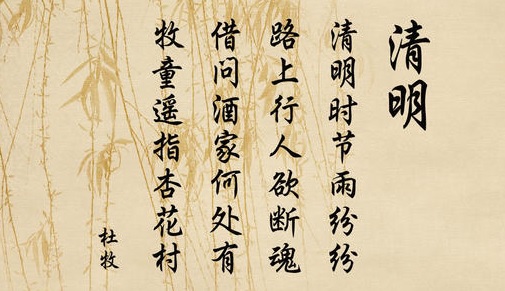 清明
清明时节雨纷纷
路上行人欲断魂
借问酒家何处有
牧童遥指杏花村
杜牧